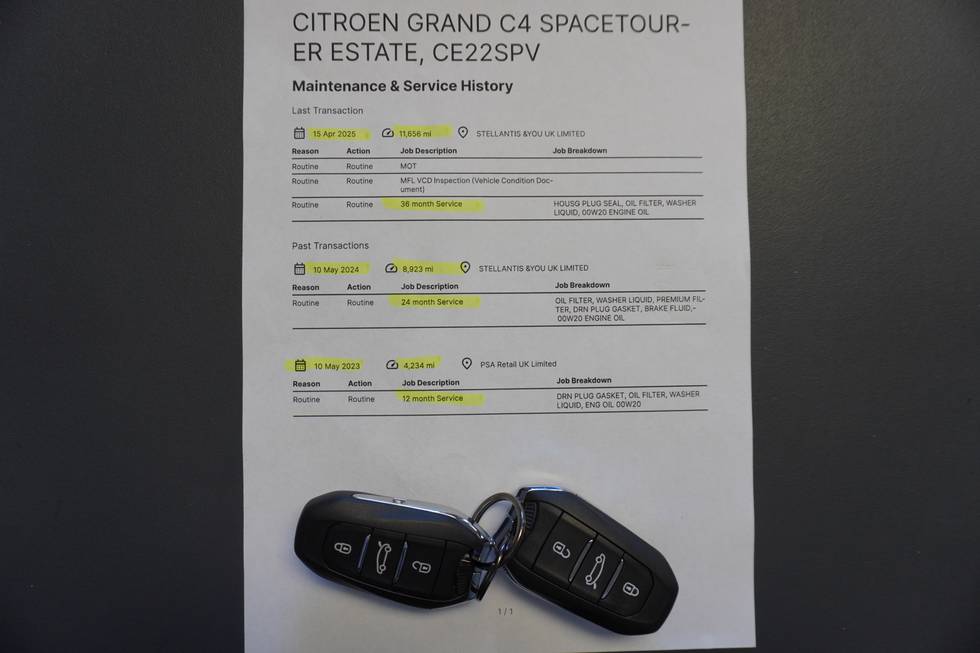 CITROEN GRAND C4 SPACETOUR-
ER ESTATE, CE22SPV
Maintenance & Service History
Last Transaction
15 Apr 2025 11,656 mi STELLANTIS &YOU UK LIMITED
Reason Action Job Description Job Breakdown
Routine Routine MOT
Routine Routine MFL VCD Inspection (Vehicle Condition Doc-
ument)
Routine Routine 36 month Service HOUSG PLUG SEAL, OIL FILTER, WASHER
LIQUID, 00W20 ENGINE OIL
Past Transactions
10 May 2024 8,923 mi STELLANTIS &YOU UK LIMITED
Reason Action Job Description Job Breakdown
Routine Routine 24 month Service OIL FILTER, WASHER LIQUID, PREMIUM FIL-
TER, DRN PLUG GASKET, BRAKE FLUID,-
00W20 ENGINE OIL
10 May 2023 4,234 mi PSA Retail UK Limited
Reason Action Job Description Job Breakdown
Routine Routine 12 month Service DRN PLUG GASKET, OIL FILTER, WASHER
LIQUID, ENG OIL 00W20
1 / 1